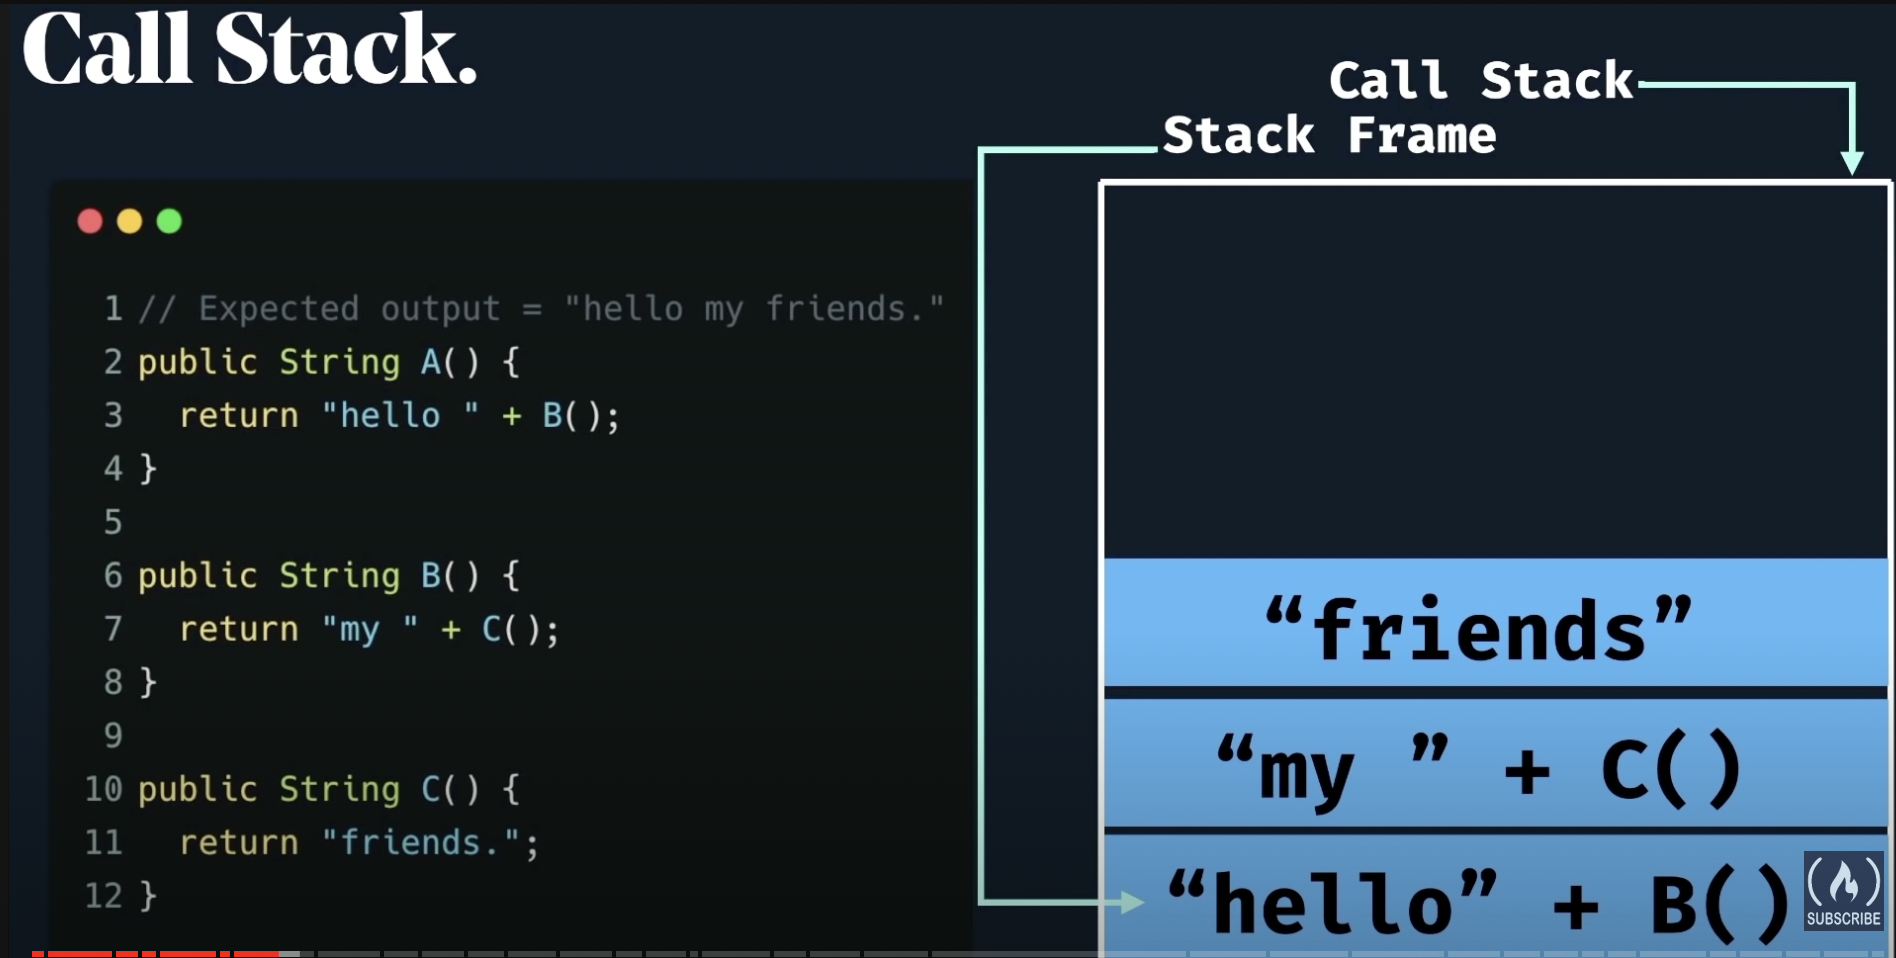 Call Stack.
Call Stack
Stack Frame
1 // Expected output = "hello my friends."
2 public String A() {
3   return "hello " + B();
4 }
5
6 public String B() {
7   return "my " + C();
8 }
9
10 public String C() {
11   return "friends.";
12 }
“friends”
“my ” + C()
“hello” + B()
SUBSCRIBE